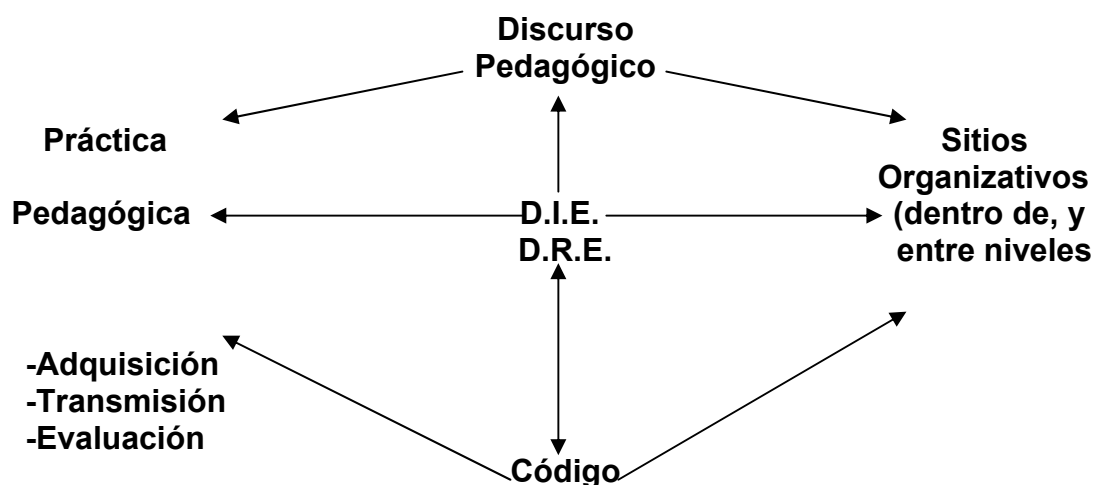 Discurso
Pedagógico
Práctica
Pedagógica
D.I.E.
D.R.E.
Sitios
Organizativos
(dentro de, y
entre niveles
-Adquisición
-Transmisión
-Evaluación
Código